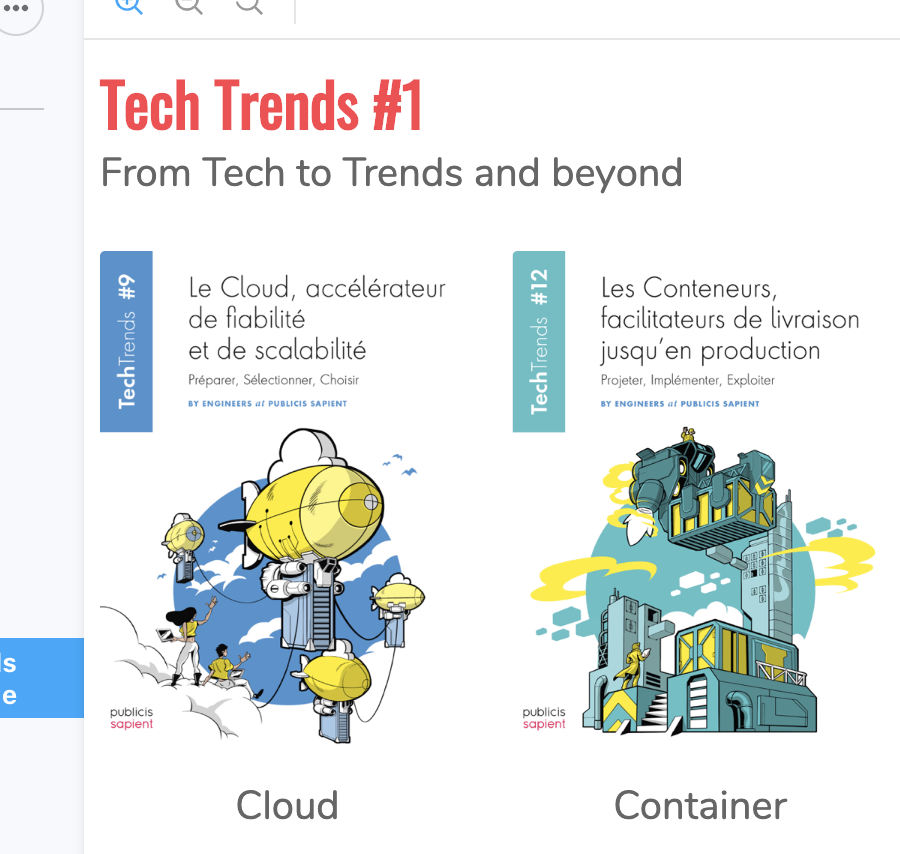 Tech Trends #1
From Tech to Trends and beyond
TechTrends #9
Le Cloud, accélérateur
de fiabilité
et de scalabilité
Préparer, Sélectionner, Choisir
BY ENGINEERS at PUBLICIS SAPIENT
publicis
sapient
Cloud
TechTrends #12
Les Conteneurs,
facilitateurs de livraison
jusqu'en production
Projeter, Implémenter, Exploiter
BY ENGINEERS at PUBLICIS SAPIENT
publicis
sapient
Container